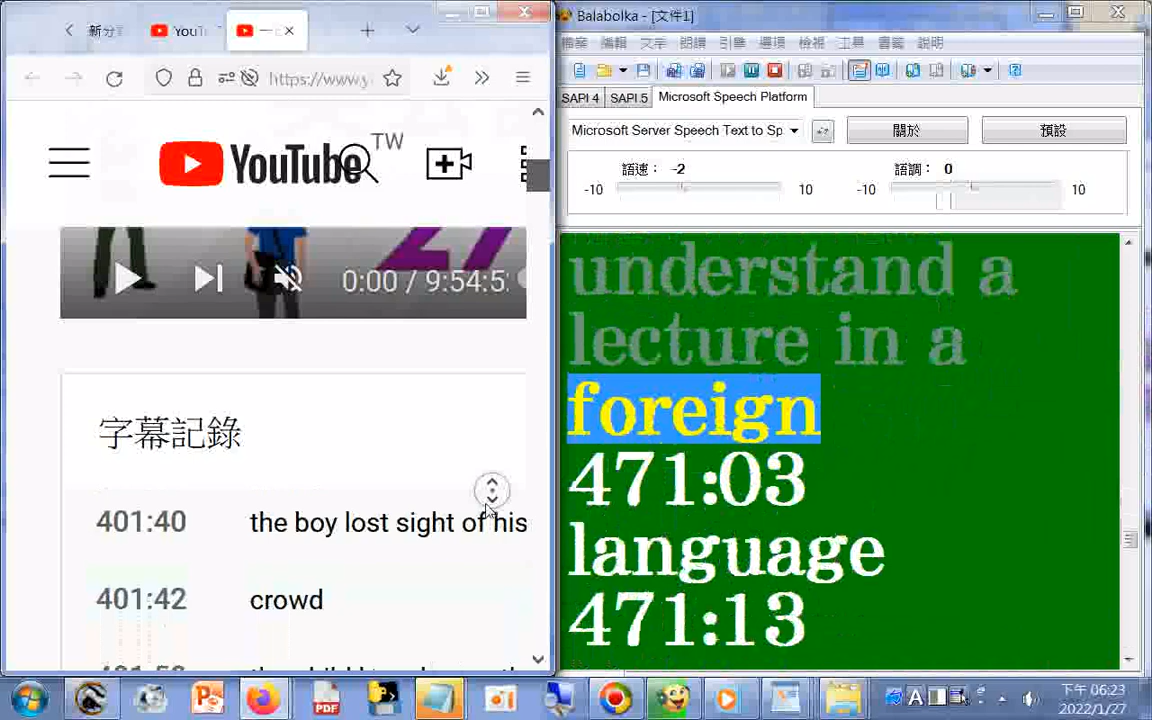 新分
YouT
一
https://www.y
YouTube
TW
27
0:00 / 9:54:5
字幕記錄
401:40
the boy lost sight of his
401:42
crowd
Balabolka - [文件1]
檔案 編輯 文字 朗讀 引擎 選項 檢視 工具 書籤 說明
SAPI 4
SAPI 5
Microsoft Speech Platform
Microsoft Server Speech Text to Sp
關於
預設
語速： -2
-10
10
語調： 0
-10
10
understand a
lecture in a
foreign
471:03
language
471:13
PDF
A
下午 06:23
2022/1/27